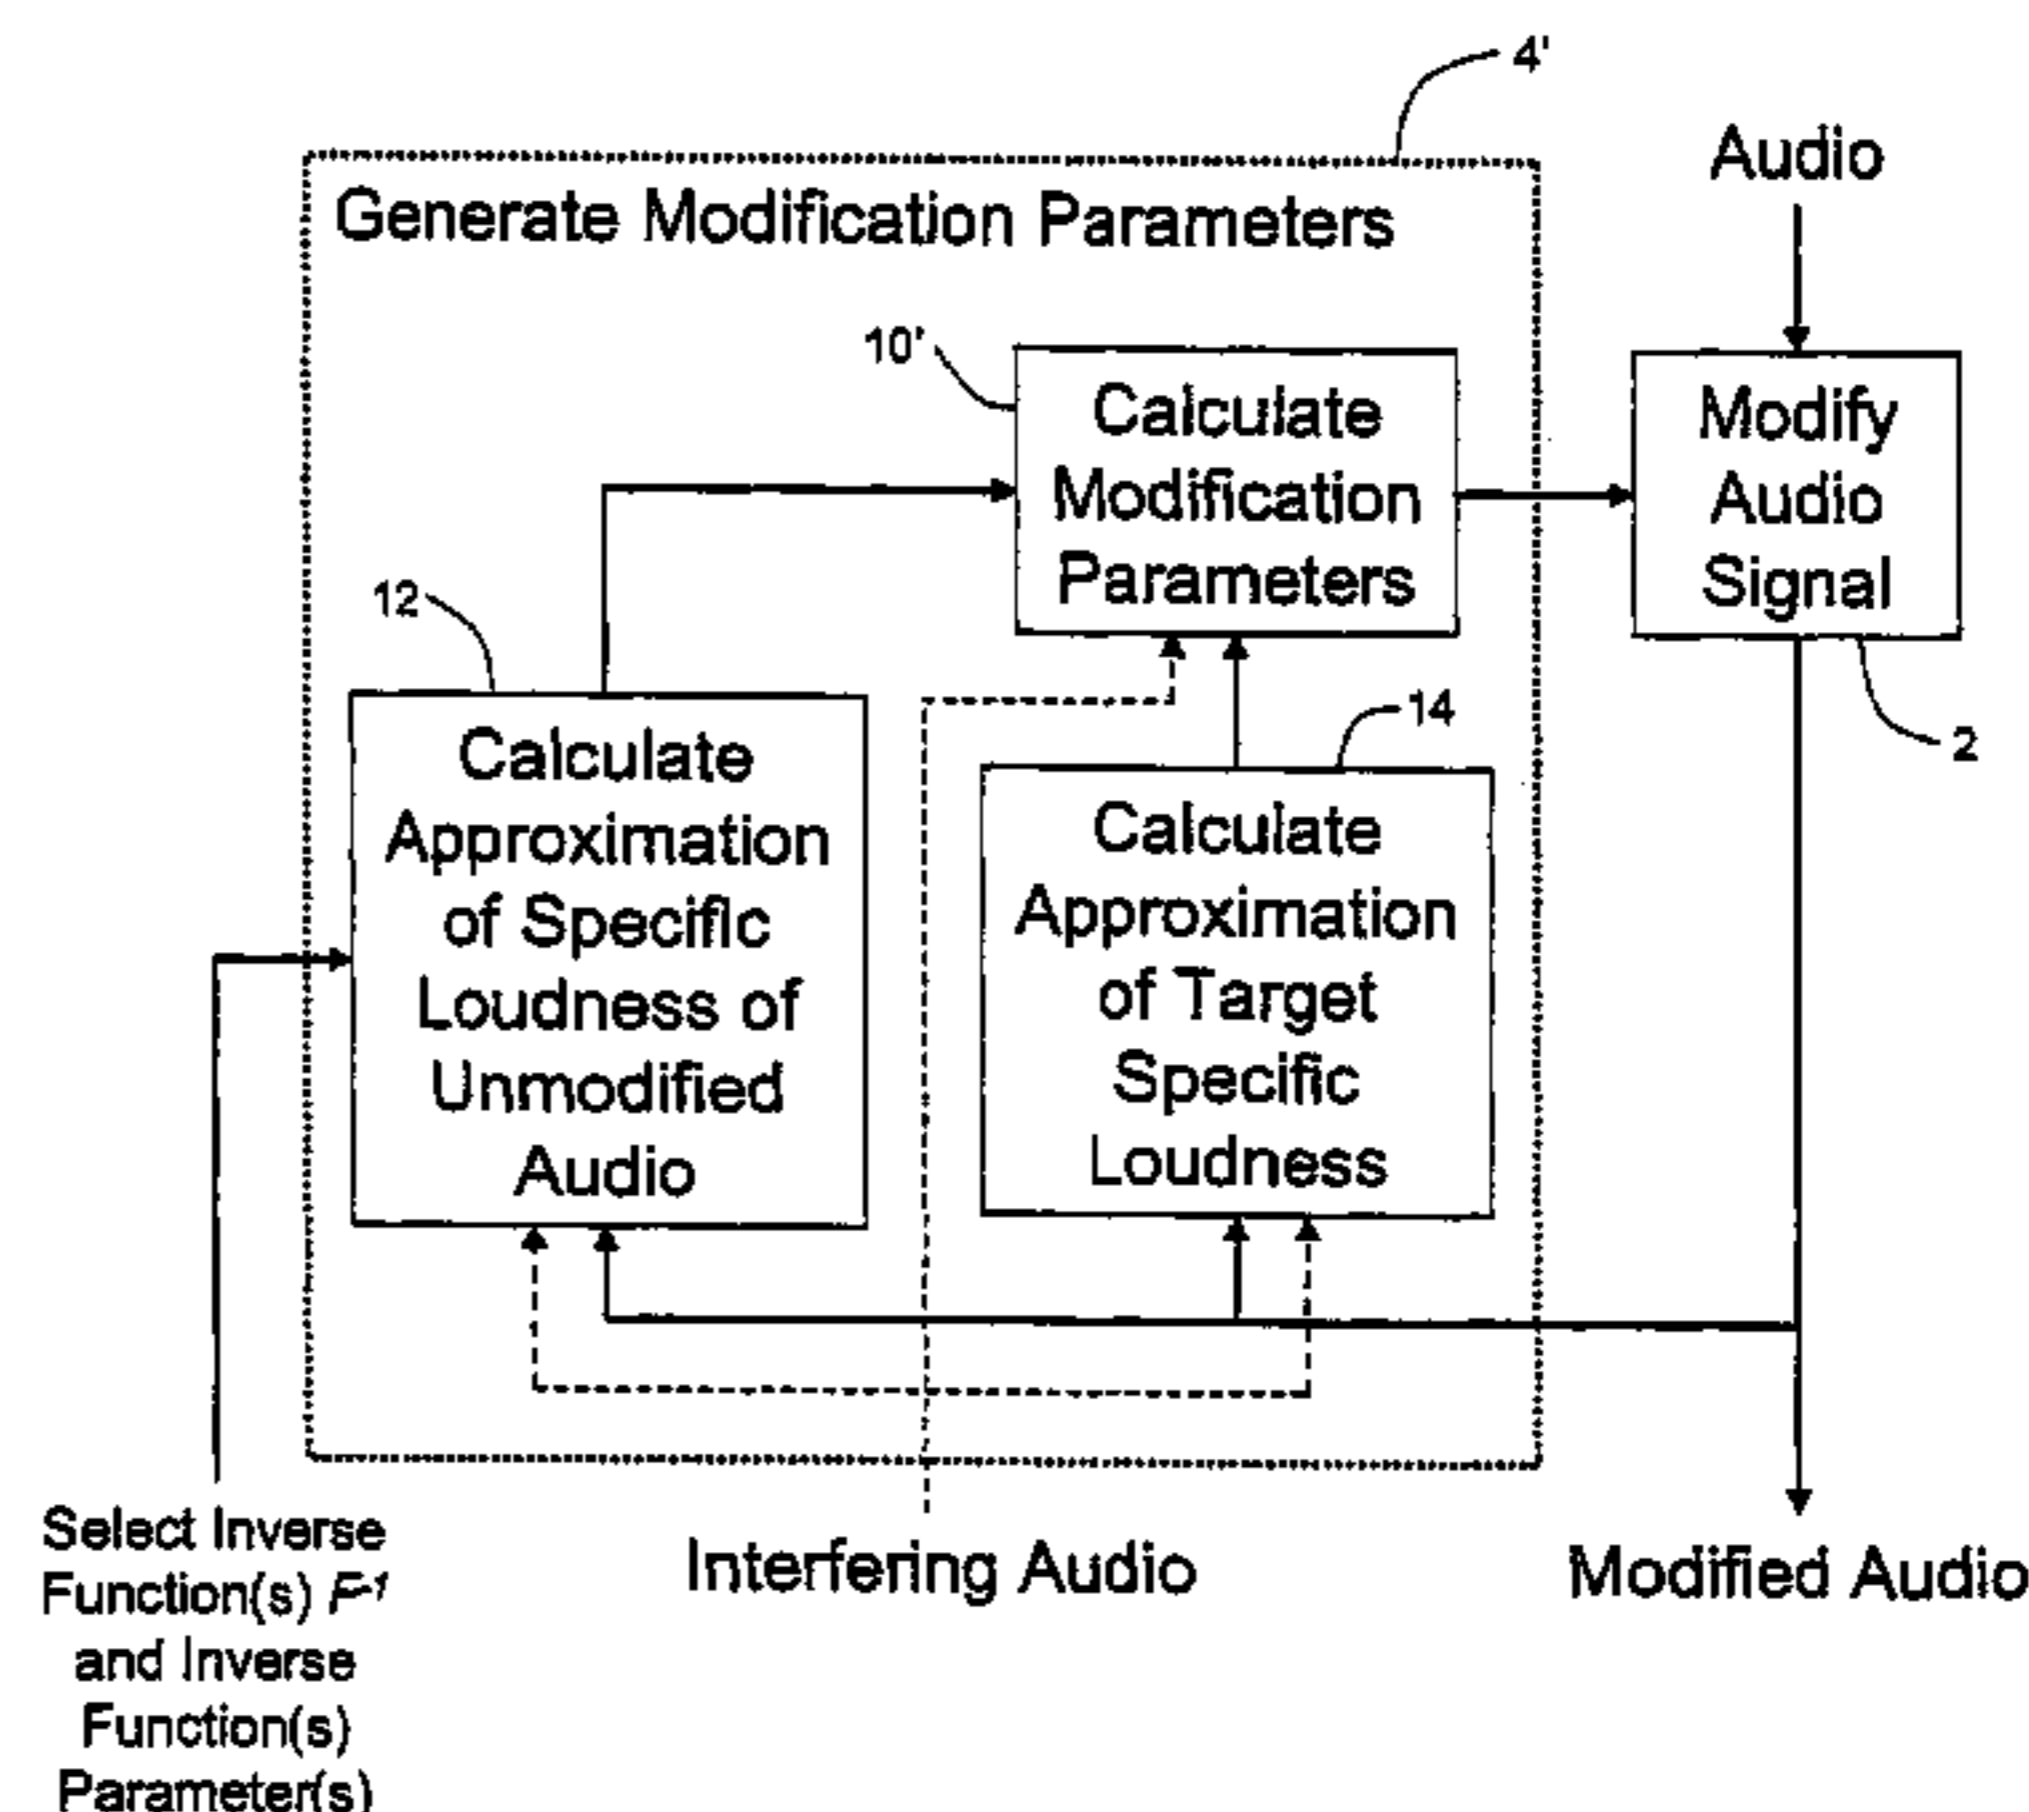 4'
Audio
Generate Modification Parameters
10'
Calculate
Modification
Parameters
Modify
Audio
Signal
12
14
2
Calculate
Approximation
of Specific
Loudness of
Unmodified
Audio
Calculate
Approximation
of Target
Specific
Loudness
Select Inverse
Function(s) F-1
and Inverse
Function(s)
Parameter(s)
Interfering Audio
Modified Audio